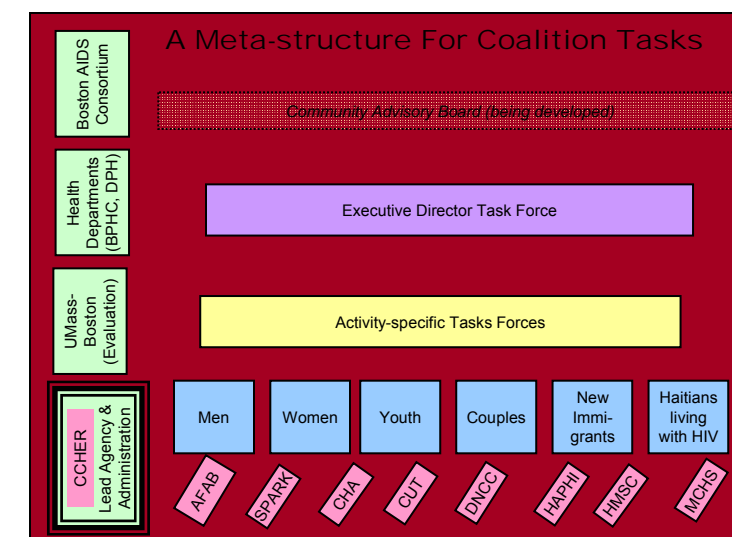 A Meta-structure For Coalition Tasks
Boston AIDS
Consortium
Community Advisory Board (being developed)
Health
Departments
(BPHC, DPH)
Executive Director Task Force
UMass-
Boston
(Evaluation)
Activity-specific Tasks Forces
CCHER
Lead Agency &
Administration
Men
Women
Youth
Couples
New
Immi-
grants
Haitians
living
with HIV
AFAB
SPARK
CHA
CUT
DNCC
HAPHI
HMSC
MCHS